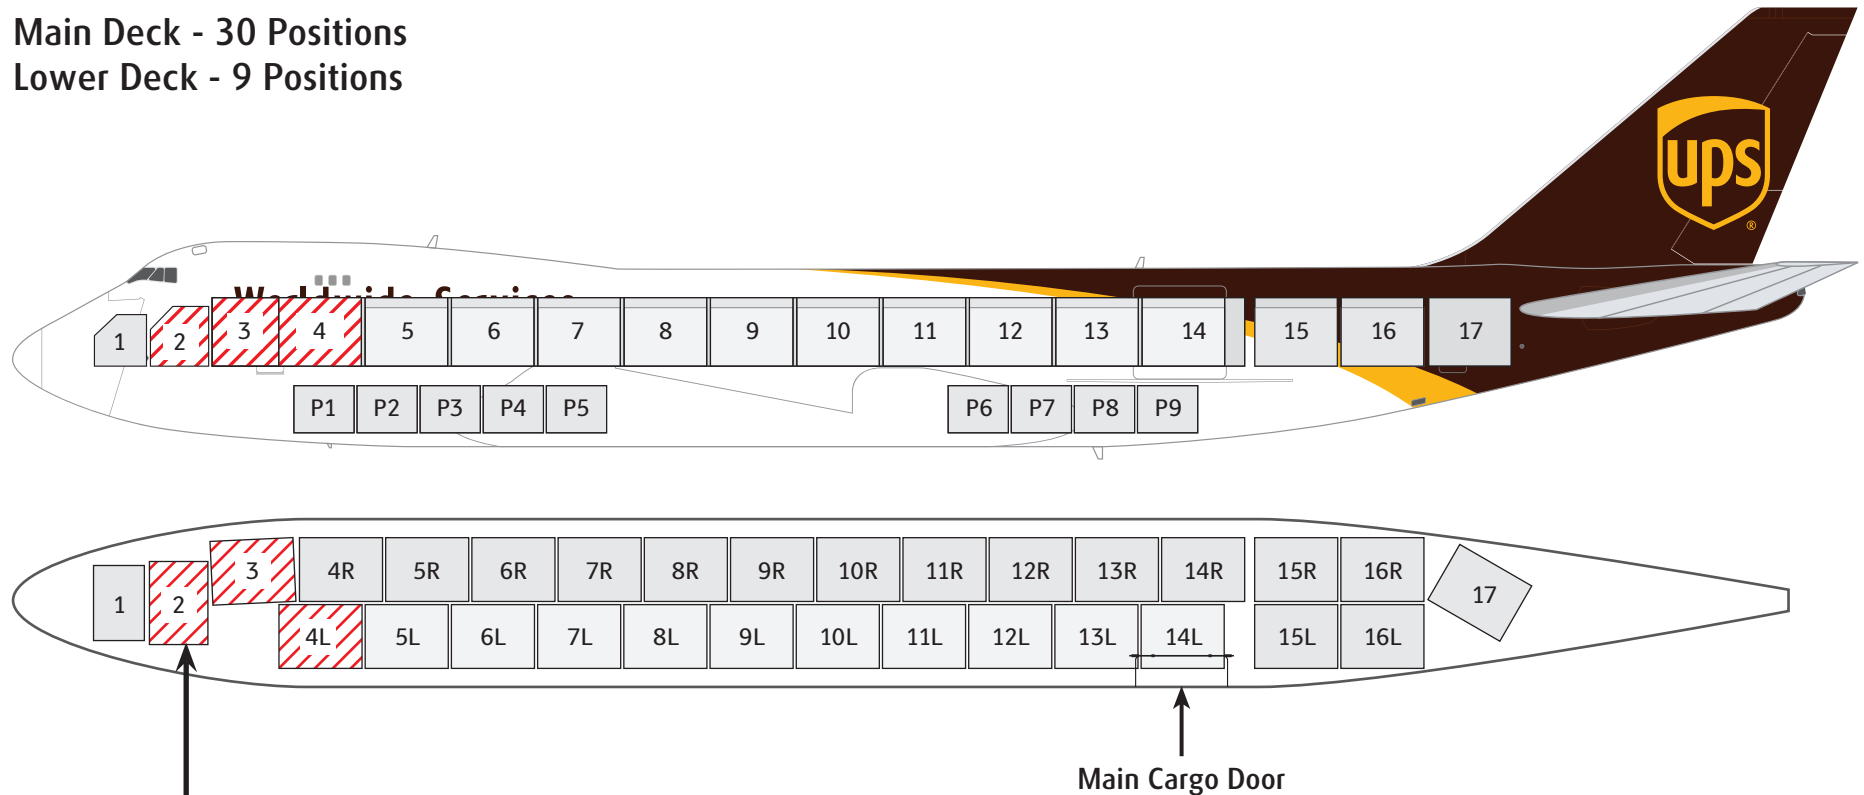 Main Deck - 30 Positions
Lower Deck - 9 Positions
ups
®
Worldwide Services
1 2 3 4 5 6 7 8 9 10 11 12 13 14 15 16 17
P1 P2 P3 P4 P5 P6 P7 P8 P9
3 4R 5R 6R 7R 8R 9R 10R 11R 12R 13R 14R 15R 16R
1 2 17
4L 5L 6L 7L 8L 9L 10L 11L 12L 13L 14L 15L 16L
Main Cargo Door